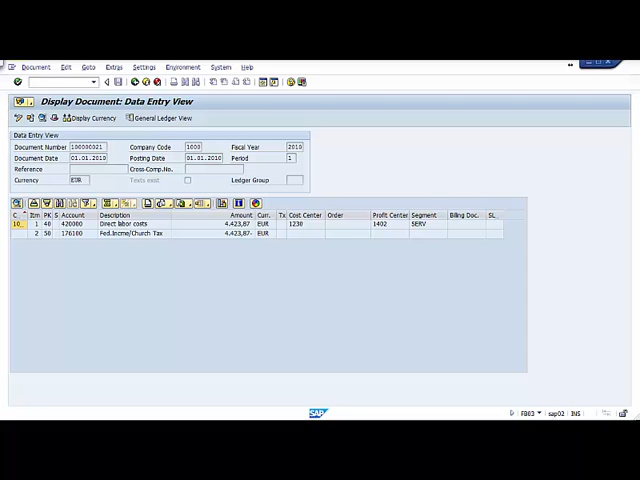 Document Edit Goto Extras Settings Environment System Help
Display Document: Data Entry View
Display Currency General Ledger View
Data Entry View
Document Number 100000021 Company Code 1000 Fiscal Year 2010
Document Date 01.01.2010 Posting Date 01.01.2010 Period 1
Reference Cross-Comp.No.
Currency EUR Texts exist Ledger Group
C.. Itm PK S Account Description Amount Curr. Tx Cost Center Order Profit Center Segment Billing Doc. SL
10.. 1 40 420000 Direct labor costs 4.423,87 EUR 1230 1402 SERV
2 50 176100 Fed.Incme/Church Tax 4.423,87- EUR
SAP FB03 sap02 INS